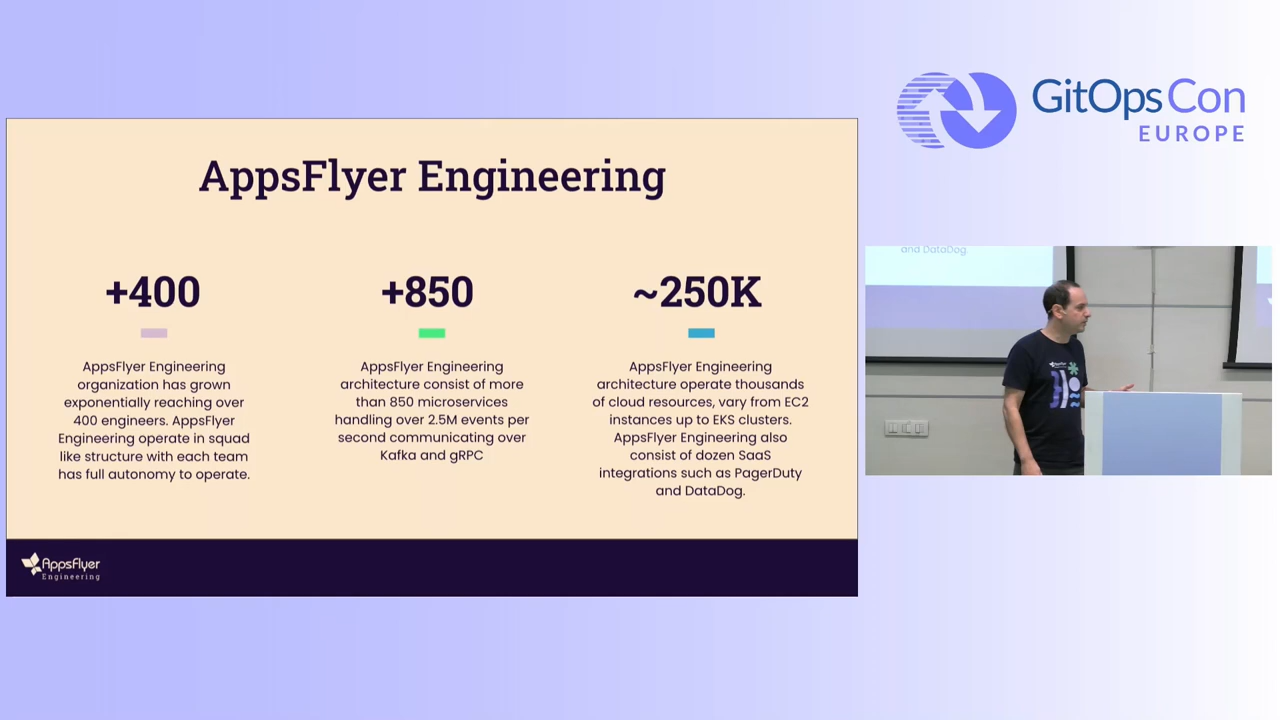 GitOpsCon
EUROPE
AppsFlyer Engineering
+400
AppsFlyer Engineering
organization has grown
exponentially reaching over
400 engineers. AppsFlyer
Engineering operate in squad
like structure with each team
has full autonomy to operate.
+850
AppsFlyer Engineering
architecture consist of more
than 850 microservices
handling over 2.5M events per
second communicating over
Kafka and gRPC
~250K
AppsFlyer Engineering
architecture operate thousands
of cloud resources, vary from EC2
instances up to EKS clusters.
AppsFlyer Engineering also
consist of dozen SaaS
integrations such as PagerDuty
and DataDog.
AppsFlyer
Engineering
and DataDog.